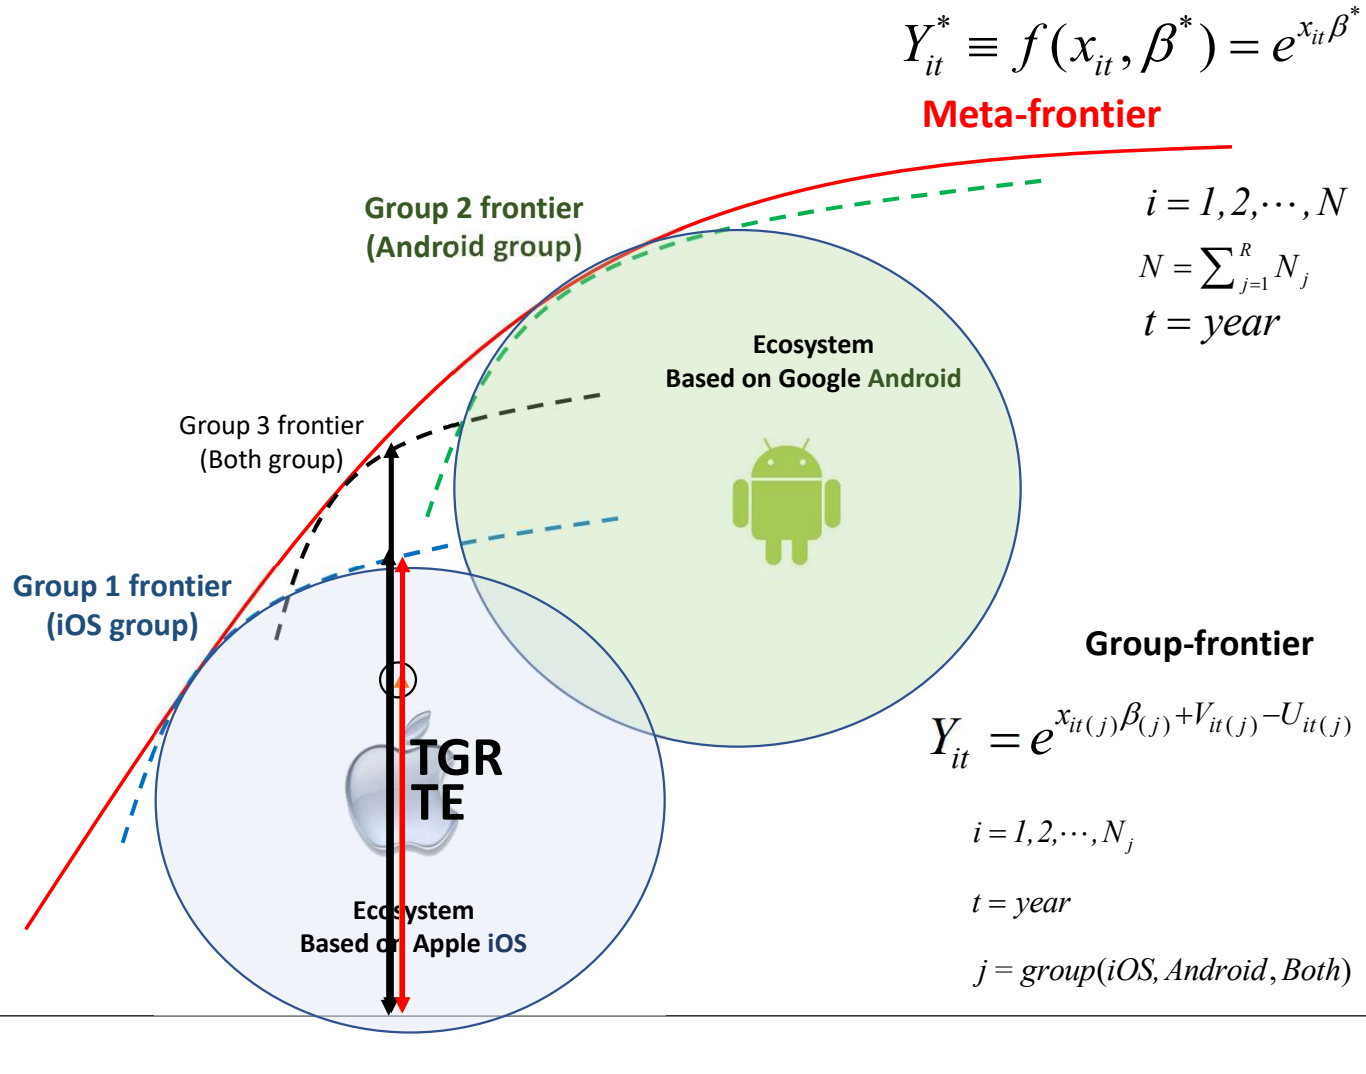 Y*it ≡ f(xit, β*) = e^xitβ*
Meta-frontier
i = 1,2,⋯,N
N = ∑^R_j=1 Nj
t = year
Group 2 frontier
(Android group)
Ecosystem
Based on Google Android
Group 3 frontier
(Both group)
Group 1 frontier
(iOS group)
Group-frontier
Yit = e^xit(j)β(j)+Vit(j)−Uit(j)
TGR
TE
i = 1,2,⋯,Nj
t = year
j = group(iOS, Android, Both)
Ecosystem
Based on Apple iOS